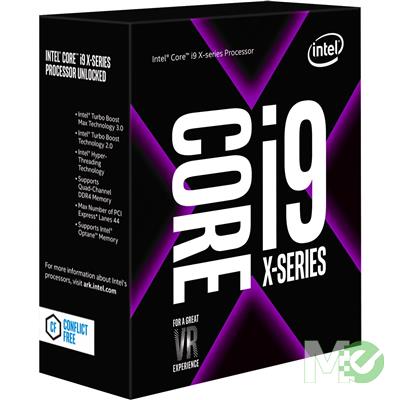 INTEL® CORE™ i9 X-SERIES
PROCESSOR UNLOCKED
• Intel® Turbo Boost
Max Technology 3.0
• Intel® Turbo Boost
Technology 2.0
• Intel® Hyper-
Threading
Technology
• Supports
Quad-Channel
DDR4 Memory
• Max Number of PCI
Express® Lanes 44
• Supports Intel®
Optane™ Memory
For more information about Intel's
processors, visit ark.intel.com
CF
CONFLICT
FREE
Intel® Core™ i9 X-series Processor
intel
CORE
i9
X-SERIES
FOR A GREAT
VR
EXPERIENCE
ME